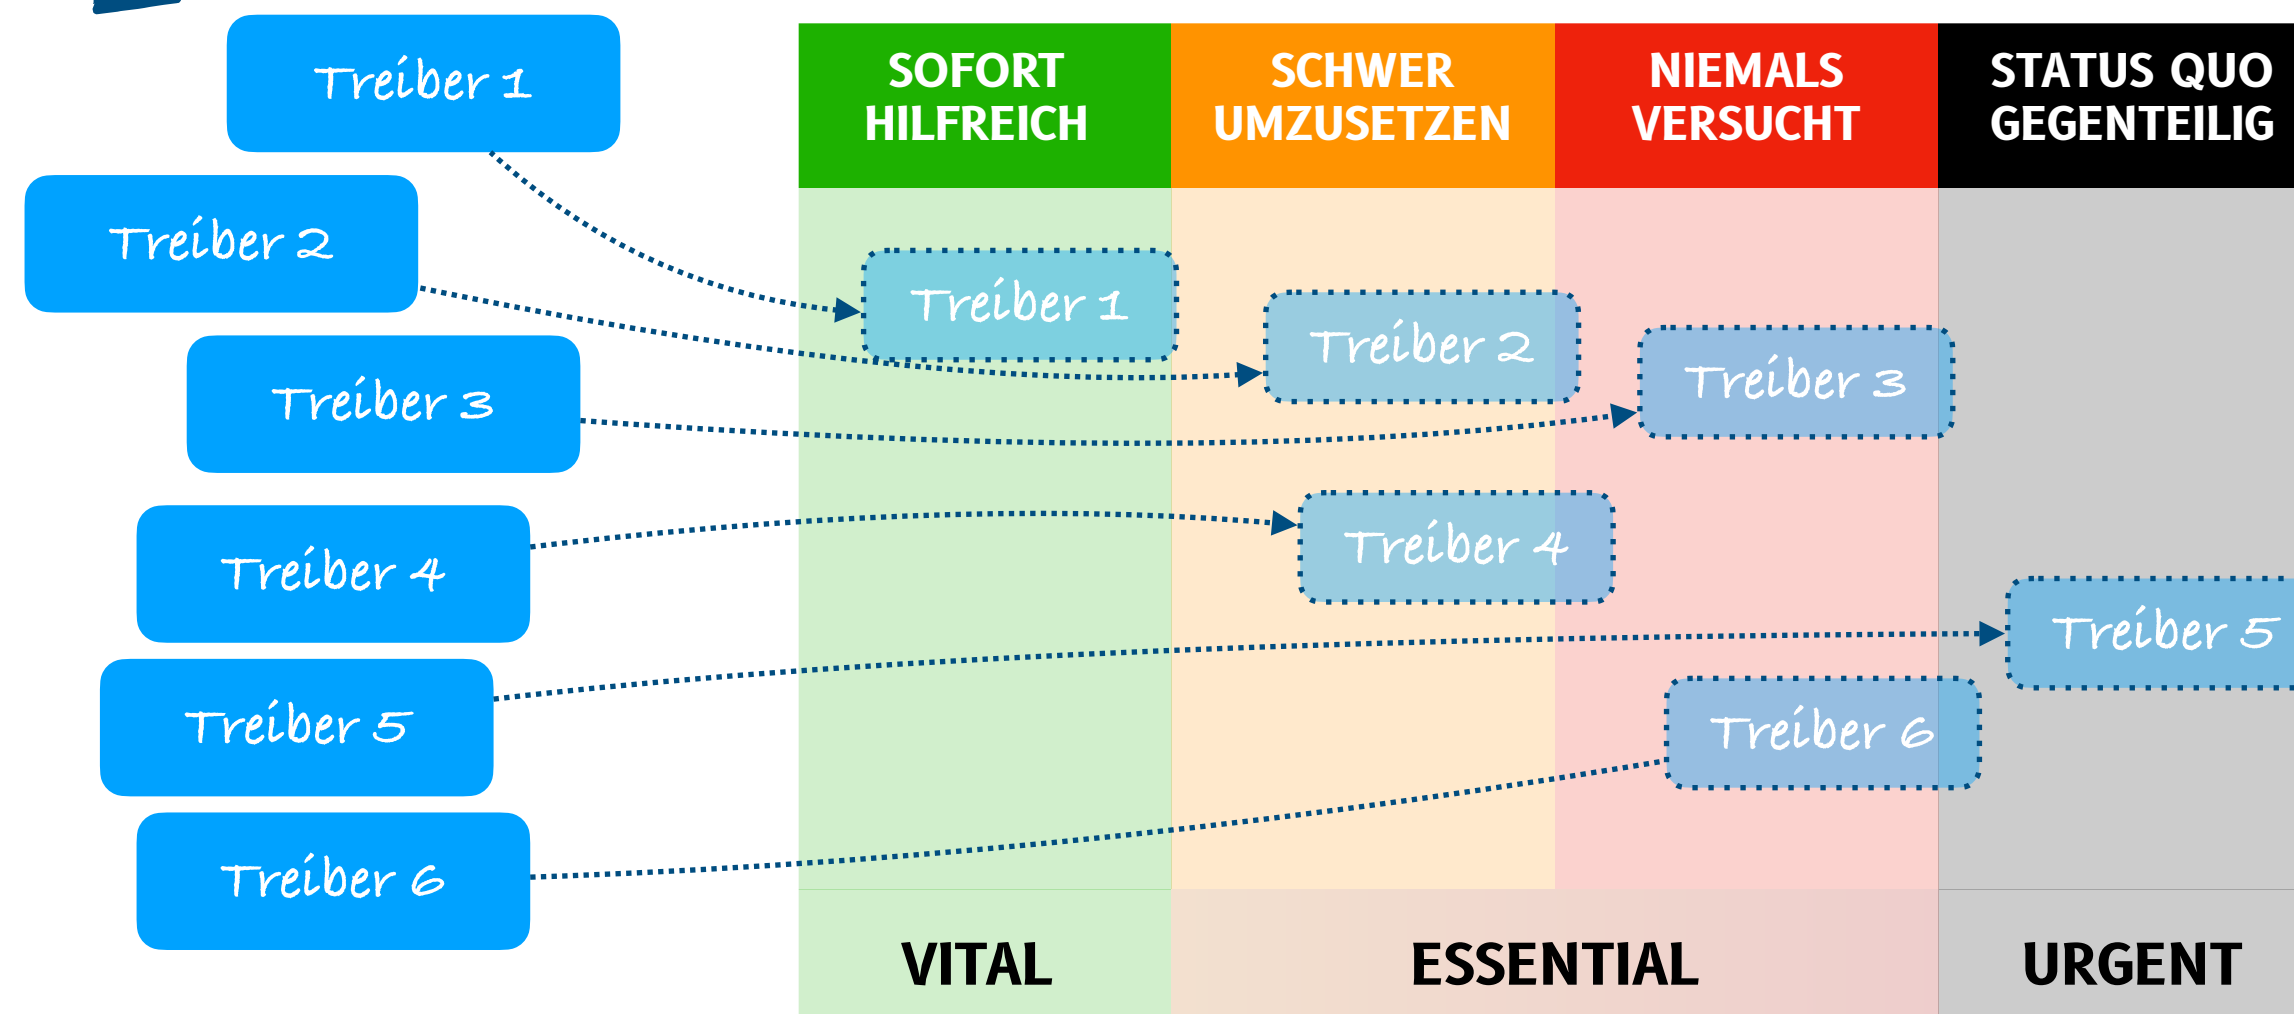 Treiber 1
Treiber 2
Treiber 3
Treiber 4
Treiber 5
Treiber 6
SOFORT
HILFREICH
SCHWER
UMZUSETZEN
NIEMALS
VERSUCHT
STATUS QUO
GEGENTEILIG
Treiber 1
Treiber 2
Treiber 3
Treiber 4
Treiber 5
Treiber 6
VITAL
ESSENTIAL
URGENT